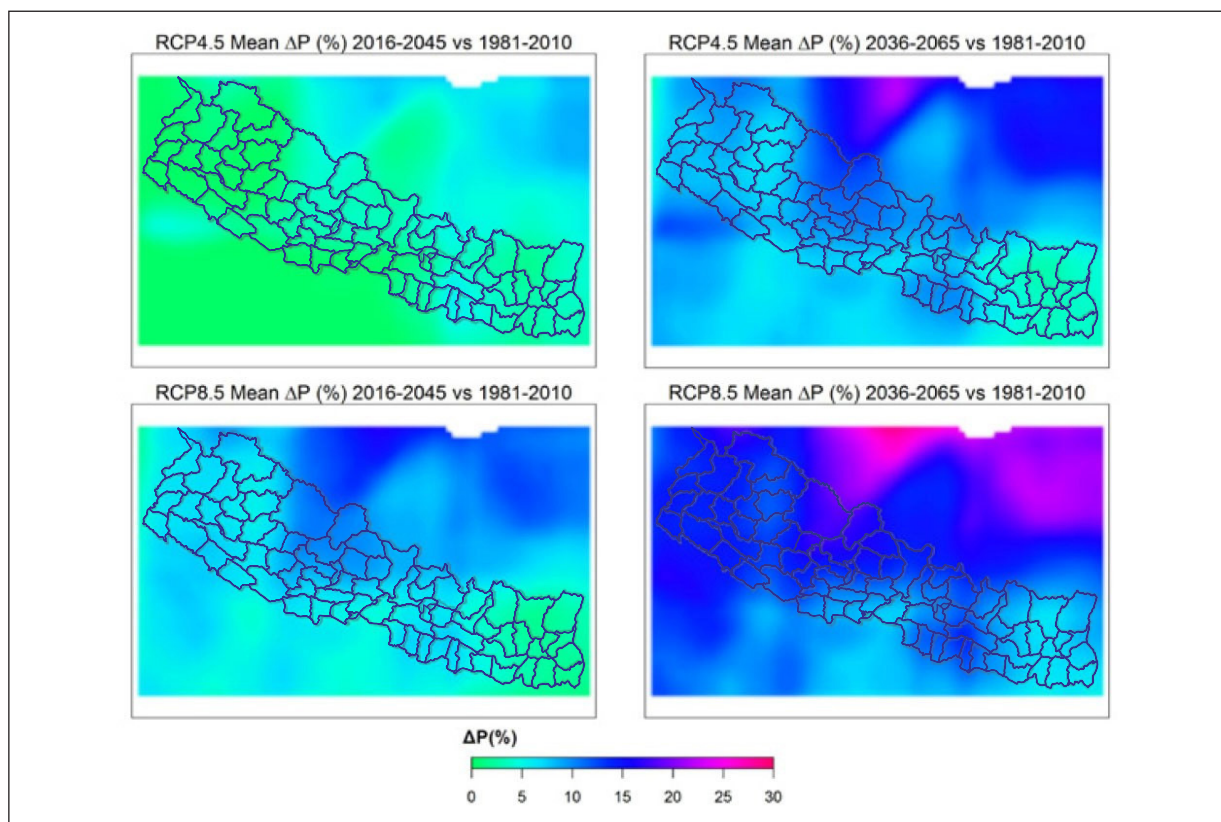 RCP4.5 Mean ΔP (%) 2016-2045 vs 1981-2010
RCP4.5 Mean ΔP (%) 2036-2065 vs 1981-2010
RCP8.5 Mean ΔP (%) 2016-2045 vs 1981-2010
RCP8.5 Mean ΔP (%) 2036-2065 vs 1981-2010
ΔP(%)
0 5 10 15 20 25 30